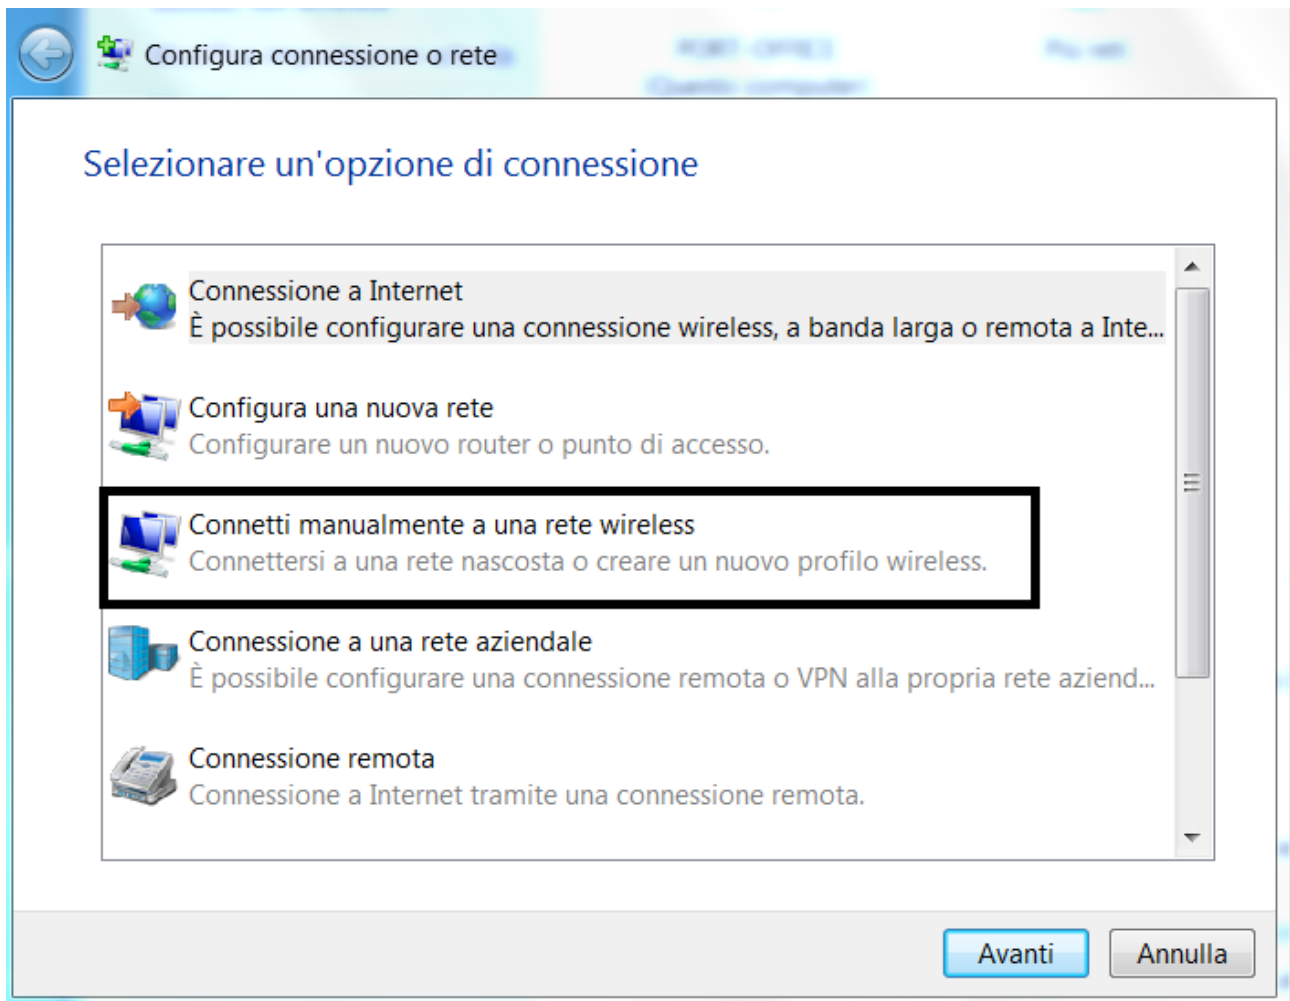 Configura connessione o rete
Selezionare un'opzione di connessione
Connessione a Internet
È possibile configurare una connessione wireless, a banda larga o remota a Inte...
Configura una nuova rete
Configurare un nuovo router o punto di accesso.
Connetti manualmente a una rete wireless
Connettersi a una rete nascosta o creare un nuovo profilo wireless.
Connessione a una rete aziendale
È possibile configurare una connessione remota o VPN alla propria rete aziend...
Connessione remota
Connessione a Internet tramite una connessione remota.
Avanti
Annulla